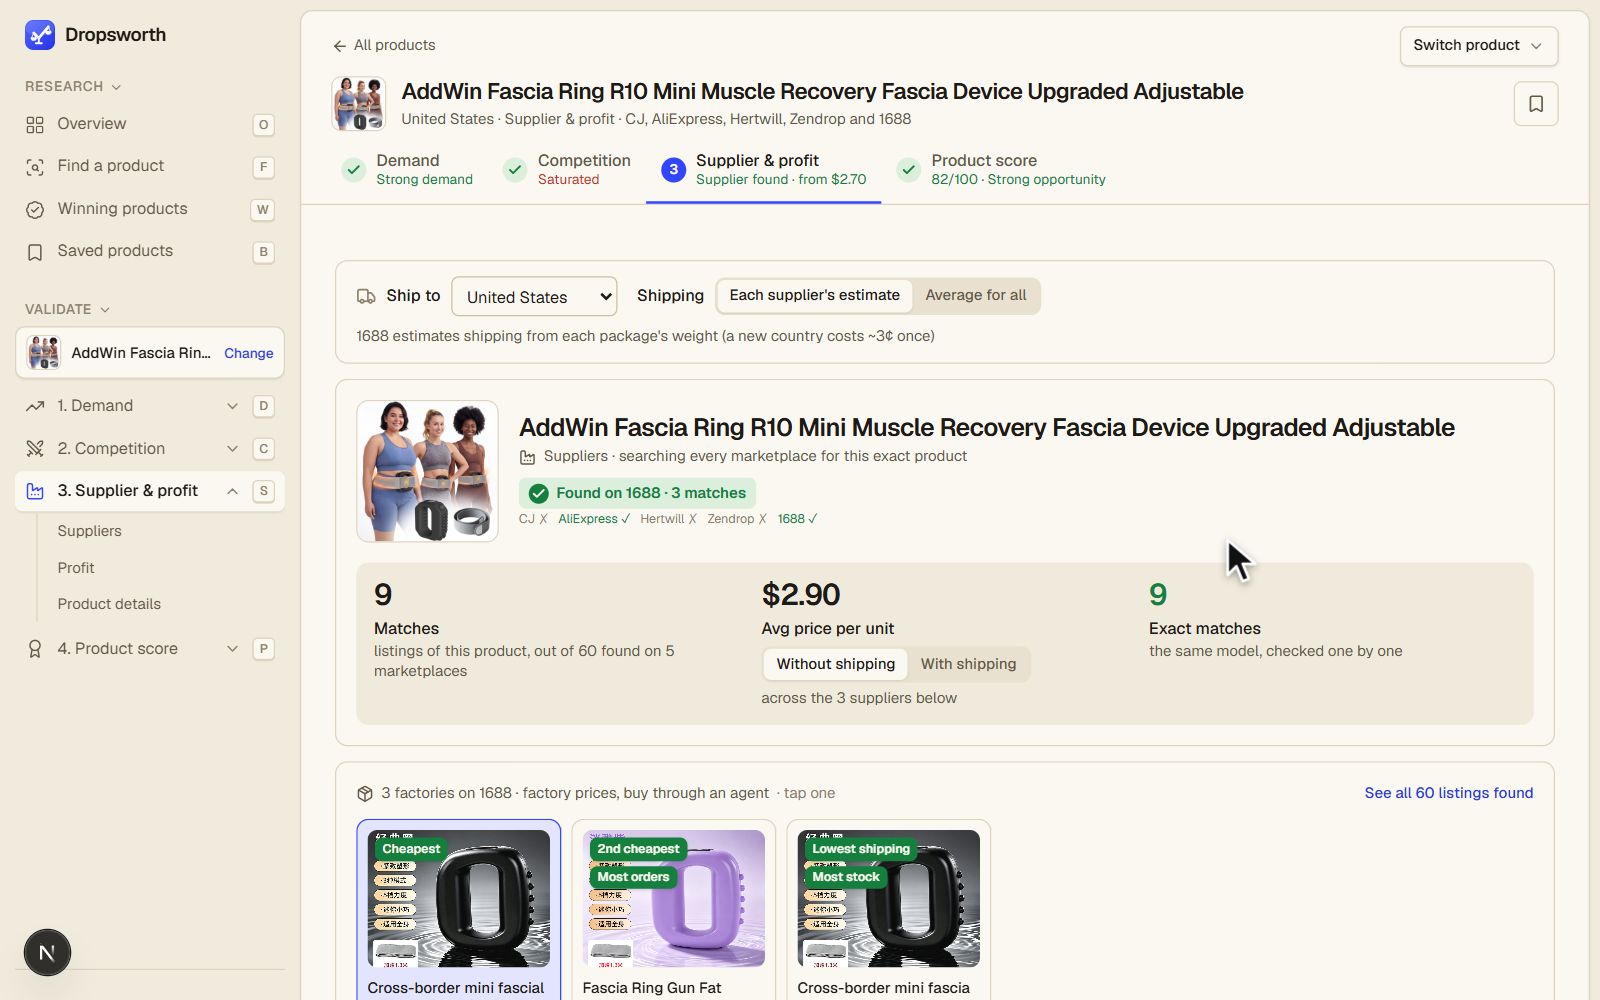 Dropsworth
RESEARCH
Overview O
Find a product F
Winning products W
Saved products B
VALIDATE
AddWin Fascia Rin... Change
1. Demand D
2. Competition C
3. Supplier & profit S
Suppliers
Profit
Product details
4. Product score P
N
← All products
Switch product
AddWin Fascia Ring R10 Mini Muscle Recovery Fascia Device Upgraded Adjustable
United States · Supplier & profit · CJ, AliExpress, Hertwill, Zendrop and 1688
Demand
Strong demand
Competition
Saturated
3
Supplier & profit
Supplier found · from $2.70
Product score
82/100 · Strong opportunity
Ship to United States Shipping Each supplier's estimate Average for all
1688 estimates shipping from each package's weight (a new country costs ~3¢ once)
AddWin Fascia Ring R10 Mini Muscle Recovery Fascia Device Upgraded Adjustable
Suppliers · searching every marketplace for this exact product
Found on 1688 · 3 matches
CJ ✗ AliExpress ✓ Hertwill ✗ Zendrop ✗ 1688 ✓
9
Matches
listings of this product, out of 60 found on 5
marketplaces
$2.90
Avg price per unit
Without shipping With shipping
across the 3 suppliers below
9
Exact matches
the same model, checked one by one
3 factories on 1688 · factory prices, buy through an agent · tap one
See all 60 listings found
Cheapest
Cross-border mini fascial
2nd cheapest
Most orders
Fascia Ring Gun Fat
Lowest shipping
Most stock
Cross-border mini fascia